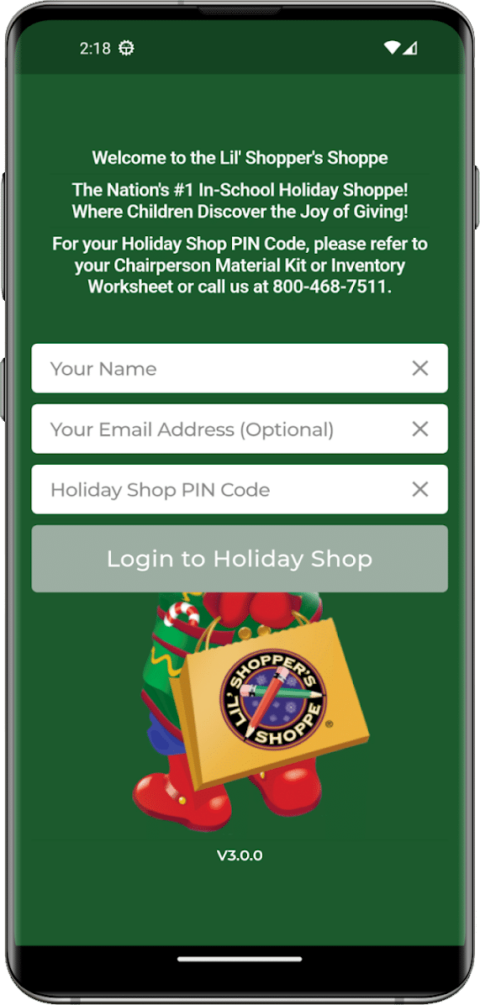 2:18
Welcome to the Lil' Shopper's Shoppe
The Nation's #1 In-School Holiday Shoppe!
Where Children Discover the Joy of Giving!
For your Holiday Shop PIN Code, please refer to
your Chairperson Material Kit or Inventory
Worksheet or call us at 800-468-7511.
Your Name
Your Email Address (Optional)
Holiday Shop PIN Code
Login to Holiday Shop
LIL' SHOPPER'S
SHOPPE
®
V3.0.0